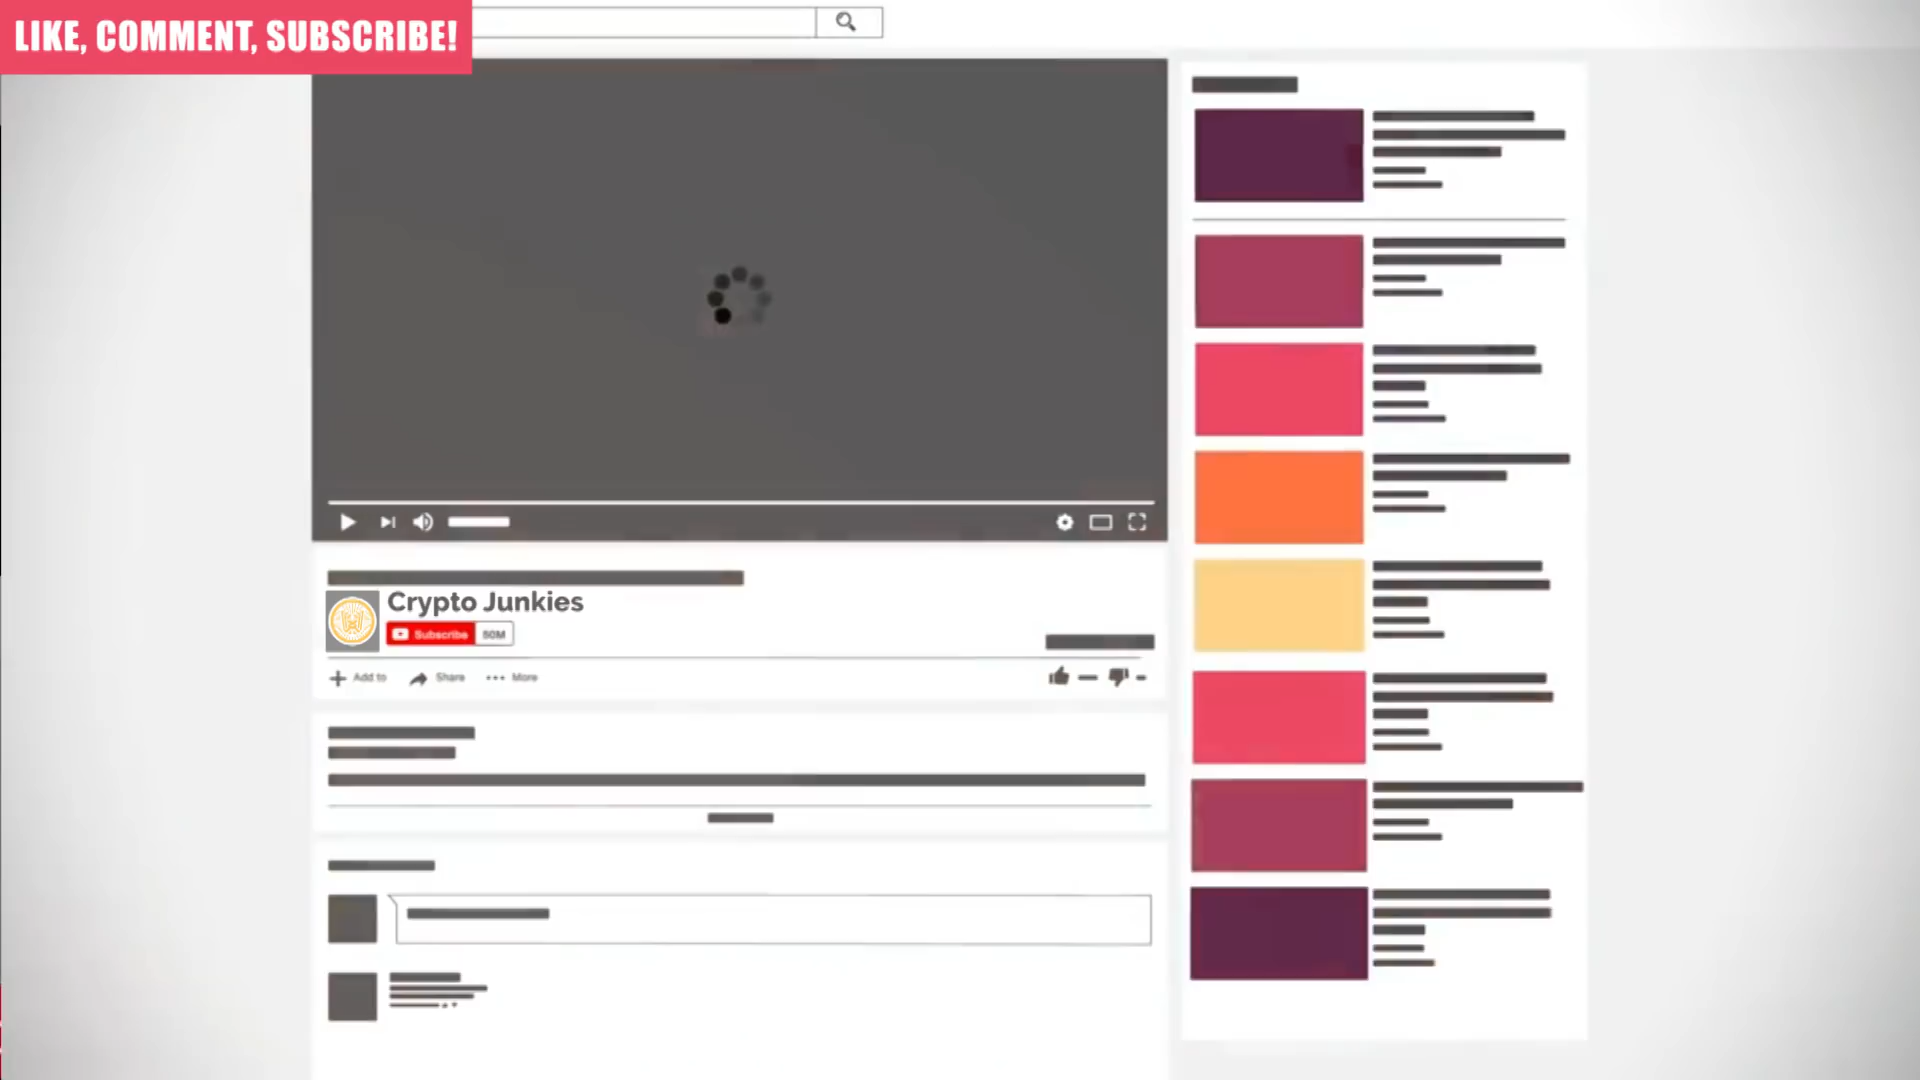 LIKE, COMMENT, SUBSCRIBE!
Crypto Junkies
Subscribe 50M
Add to Share More